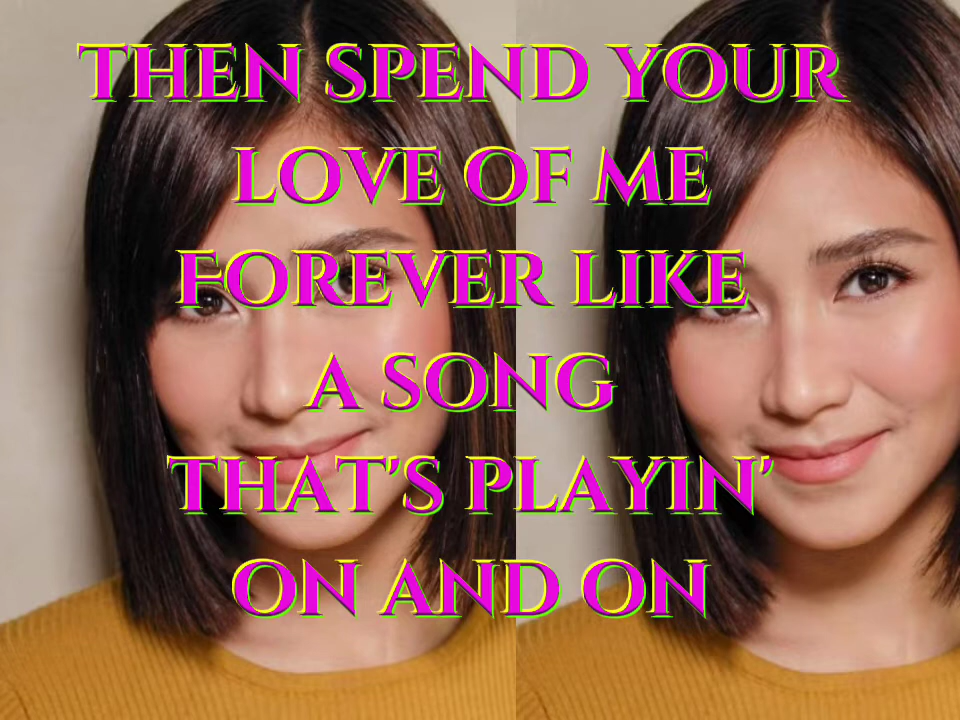 THEN SPEND YOUR
LOVE OF ME
FOREVER LIKE
A SONG
THAT'S PLAYIN'
ON AND ON